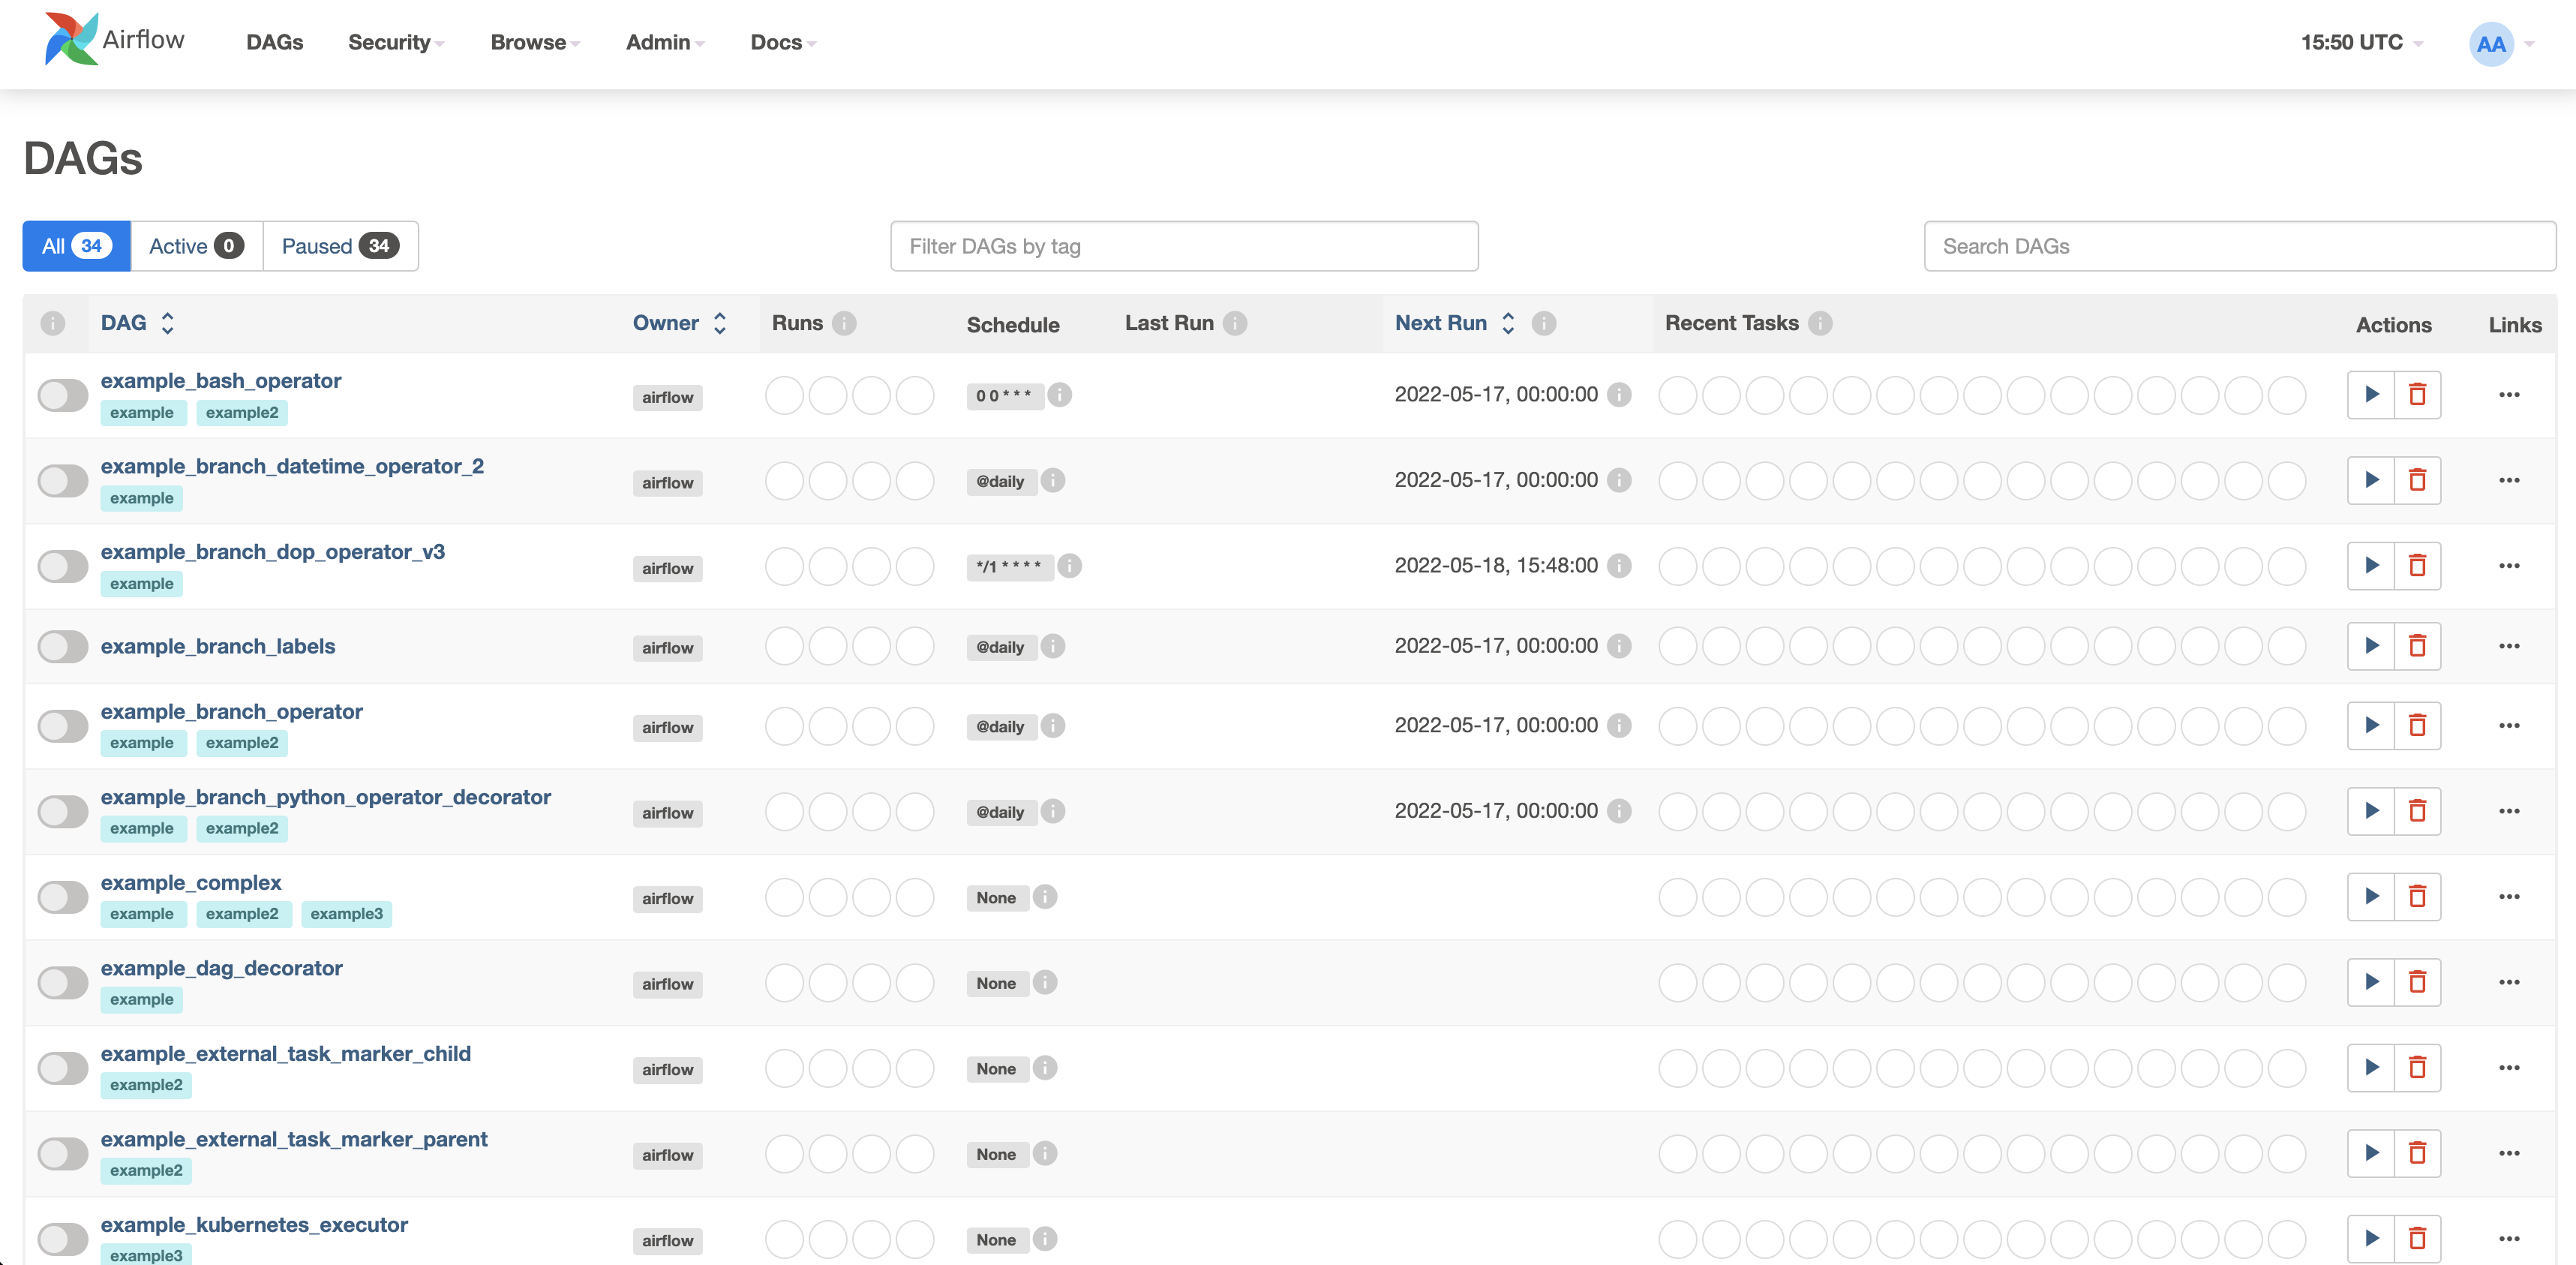 Airflow DAGs Security Browse Admin Docs 15:50 UTC AA
DAGs
All 34 Active 0 Paused 34 Filter DAGs by tag Search DAGs
i DAG Owner Runs i Schedule Last Run i Next Run i Recent Tasks i Actions Links
example_bash_operator airflow 0 0 * * * i 2022-05-17, 00:00:00 i
example example2
example_branch_datetime_operator_2 airflow @daily i 2022-05-17, 00:00:00 i
example
example_branch_dop_operator_v3 airflow */1 * * * * i 2022-05-18, 15:48:00 i
example
example_branch_labels airflow @daily i 2022-05-17, 00:00:00 i
example_branch_operator airflow @daily i 2022-05-17, 00:00:00 i
example example2
example_branch_python_operator_decorator airflow @daily i 2022-05-17, 00:00:00 i
example example2
example_complex airflow None i
example example2 example3
example_dag_decorator airflow None i
example
example_external_task_marker_child airflow None i
example2
example_external_task_marker_parent airflow None i
example2
example_kubernetes_executor airflow None i
example3